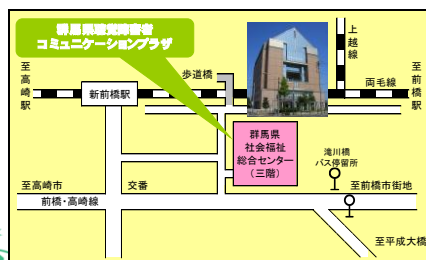 群馬県聴覚障害者
コミュニケーションプラザ
上越線
至高崎駅
新前橋駅
歩道橋
両毛線
至前橋駅
群馬県
社会福祉
総合センター
（三階）
滝川橋
バス停留所
至高崎市
交番
至前橋市街地
前橋・高崎線
至平成大橋